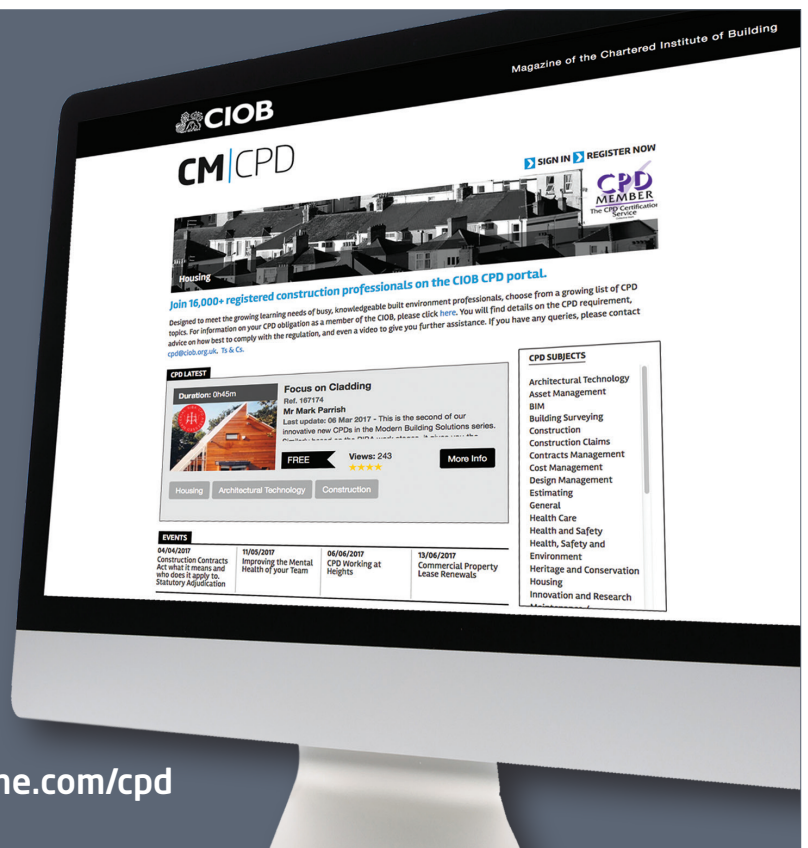 Magazine of the Chartered Institute of Building
CIOB
CM|CPD
SIGN IN REGISTER NOW
CPD
MEMBER
The CPD Certification
Service
Housing
Join 16,000+ registered construction professionals on the CIOB CPD portal.
Designed to meet the growing learning needs of busy, knowledgeable built environment professionals, choose from a growing list of CPD
topics. For information on your CPD obligation as a member of the CIOB, please click here. You will find details on the CPD requirement,
advice on how best to comply with the regulation, and even a video to give you further assistance. If you have any queries, please contact
cpd@ciob.org.uk. Ts & Cs.
CPD LATEST
Duration: 0h45m
Focus on Cladding
Ref. 167174
Mr Mark Parrish
Last update: 06 Mar 2017 - This is the second of our
innovative new CPDs in the Modern Building Solutions series.
Similarly based on the RIBA work stages, it gives you the
FREE
Views: 243
More Info
Housing
Architectural Technology
Construction
EVENTS
04/04/2017
Construction Contracts
Act what it means and
who does it apply to.
Statutory Adjudication
11/05/2017
Improving the Mental
Health of your Team
06/06/2017
CPD Working at
Heights
13/06/2017
Commercial Property
Lease Renewals
CPD SUBJECTS
Architectural Technology
Asset Management
BIM
Building Surveying
Construction
Construction Claims
Contracts Management
Cost Management
Design Management
Estimating
General
Health Care
Health and Safety
Health, Safety and
Environment
Heritage and Conservation
Housing
Innovation and Research
ne.com/cpd